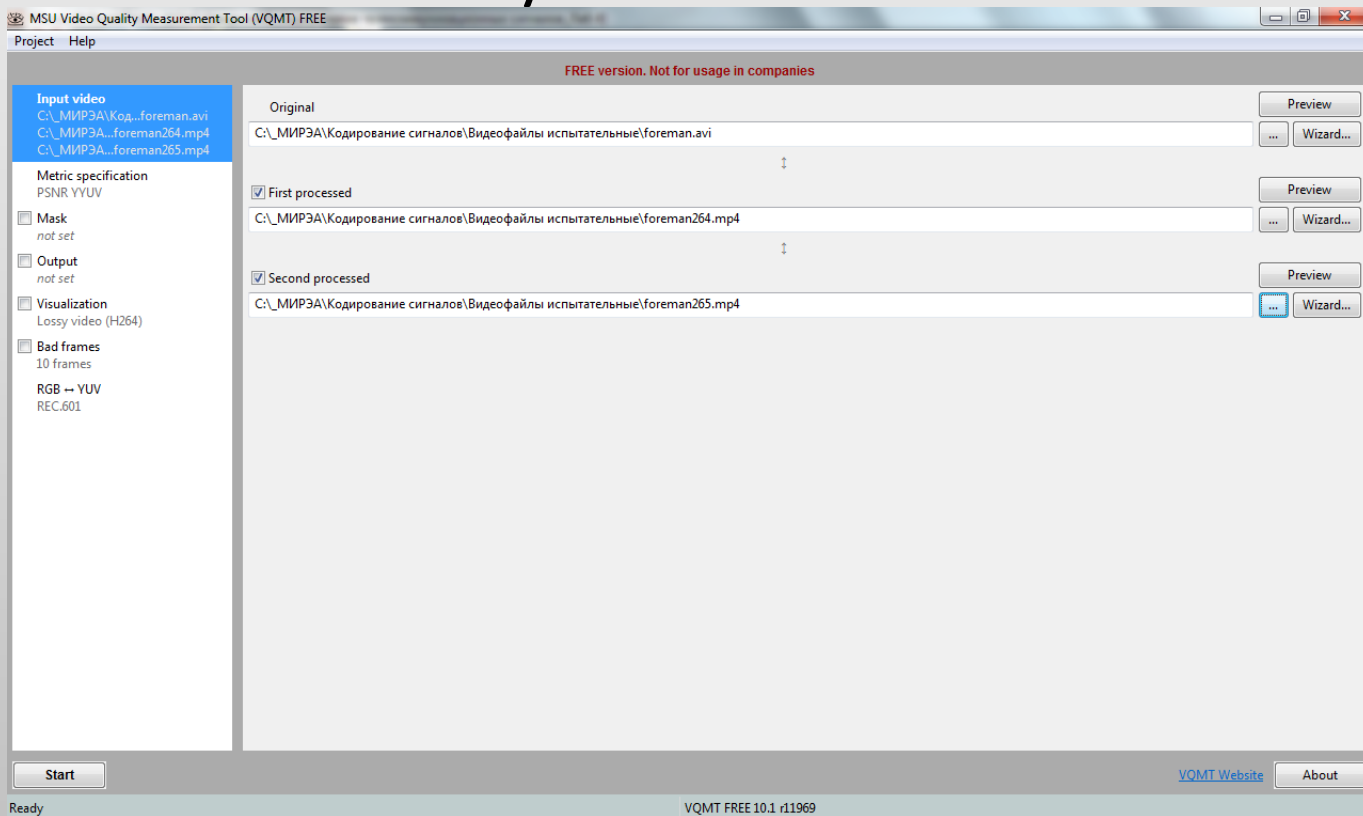 MSU Video Quality Measurement Tool (VQMT) FREE
Project Help
FREE version. Not for usage in companies
Input video
C:\_МИРЭА\Код...foreman.avi
C:\_МИРЭА...foreman264.mp4
C:\_МИРЭА...foreman265.mp4
Metric specification
PSNR YYUV
Mask
not set
Output
not set
Visualization
Lossy video (H264)
Bad frames
10 frames
RGB ↔ YUV
REC.601
Original
Preview
C:\_МИРЭА\Кодирование сигналов\Видеофайлы испытательные\foreman.avi
... Wizard...
↕
First processed
Preview
C:\_МИРЭА\Кодирование сигналов\Видеофайлы испытательные\foreman264.mp4
... Wizard...
↕
Second processed
Preview
C:\_МИРЭА\Кодирование сигналов\Видеофайлы испытательные\foreman265.mp4
... Wizard...
Start
VQMT Website
About
Ready
VQMT FREE 10.1 r11969